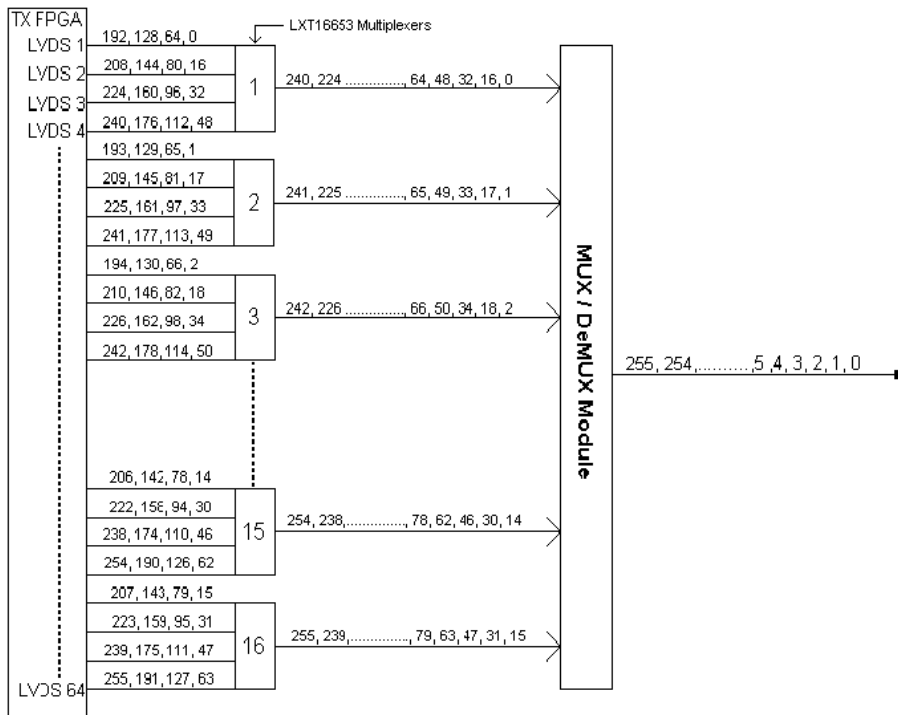 TX FPGA
LXT16653 Multiplexers
LVDS 1
192, 128, 64, 0
LVDS 2
208, 144, 80, 16
LVDS 3
224, 160, 96, 32
LVDS 4
240, 176, 112, 48
1
240, 224 .............., 64, 48, 32, 16, 0
193, 129, 65, 1
209, 145, 81, 17
225, 161, 97, 33
241, 177, 113, 49
2
241, 225 .............., 65, 49, 33, 17, 1
194, 130, 66, 2
210, 146, 82, 18
226, 162, 98, 34
242, 178, 114, 50
3
242, 226 .............., 66, 50, 34, 18, 2
MUX / DeMUX Module
255, 254,..........,5 ,4, 3, 2, 1, 0
206, 142, 78, 14
222, 158, 94, 30
238, 174, 110, 46
254, 190, 126, 62
15
254, 238,.............., 78, 62, 46, 30, 14
207, 143, 79, 15
223, 159, 95, 31
239, 175, 111, 47
255, 191, 127, 63
16
255, 239,.............., 79, 63, 47, 31, 15
LVDS 64